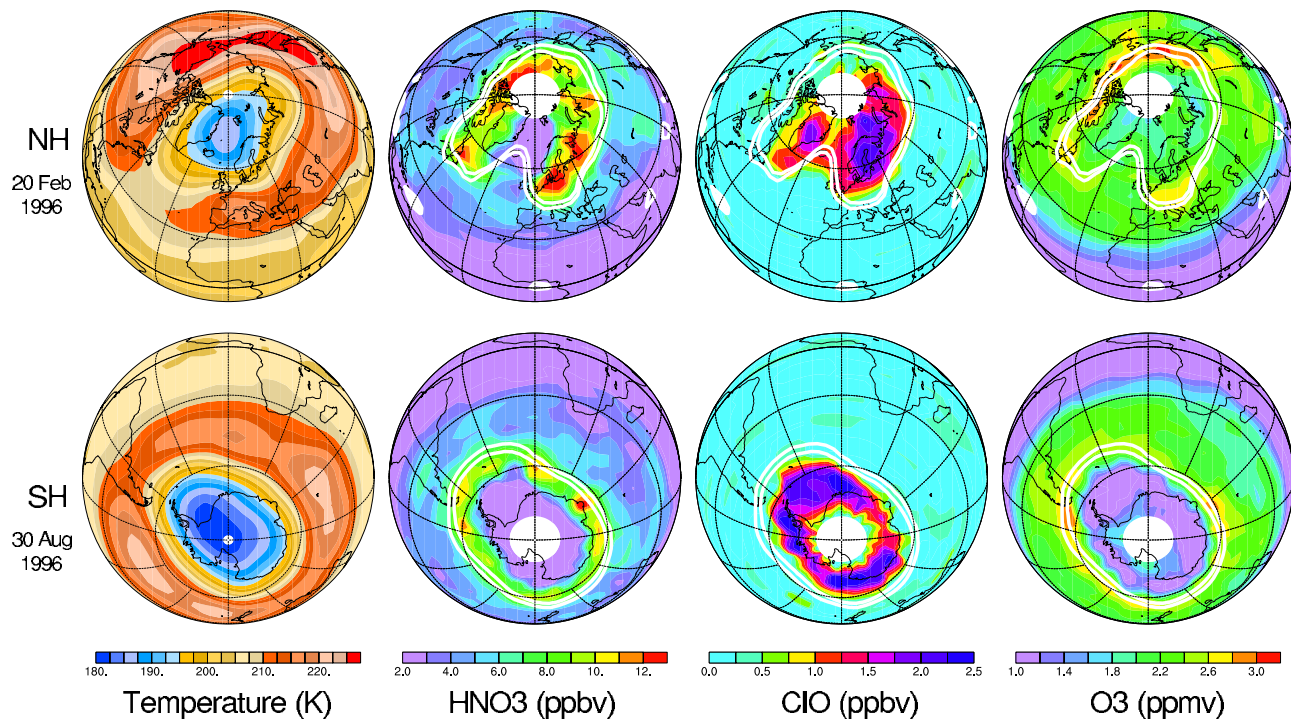 NH
20 Feb
1996
SH
30 Aug
1996
180. 190. 200. 210. 220.
2.0 4.0 6.0 8.0 10. 12.
0.0 0.5 1.0 1.5 2.0 2.5
1.0 1.4 1.8 2.2 2.6 3.0
Temperature (K) HNO3 (ppbv) ClO (ppbv) O3 (ppmv)